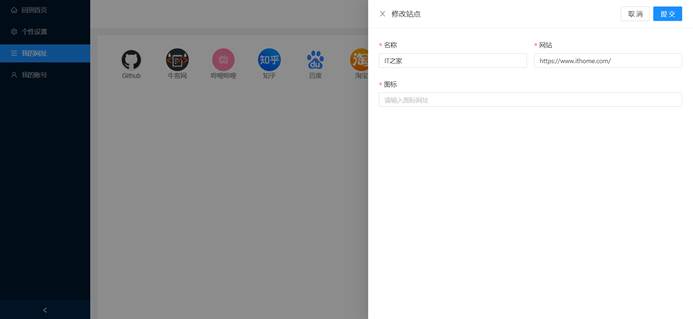 回到首页
个性设置
我的网址
我的账号
Github
牛客网
哔哩哔哩
知乎
知乎
百度
淘宝
修改站点
取 消
提 交
* 名称
* 网站
IT之家
https://www.ithome.com/
* 图标
请输入图标网址